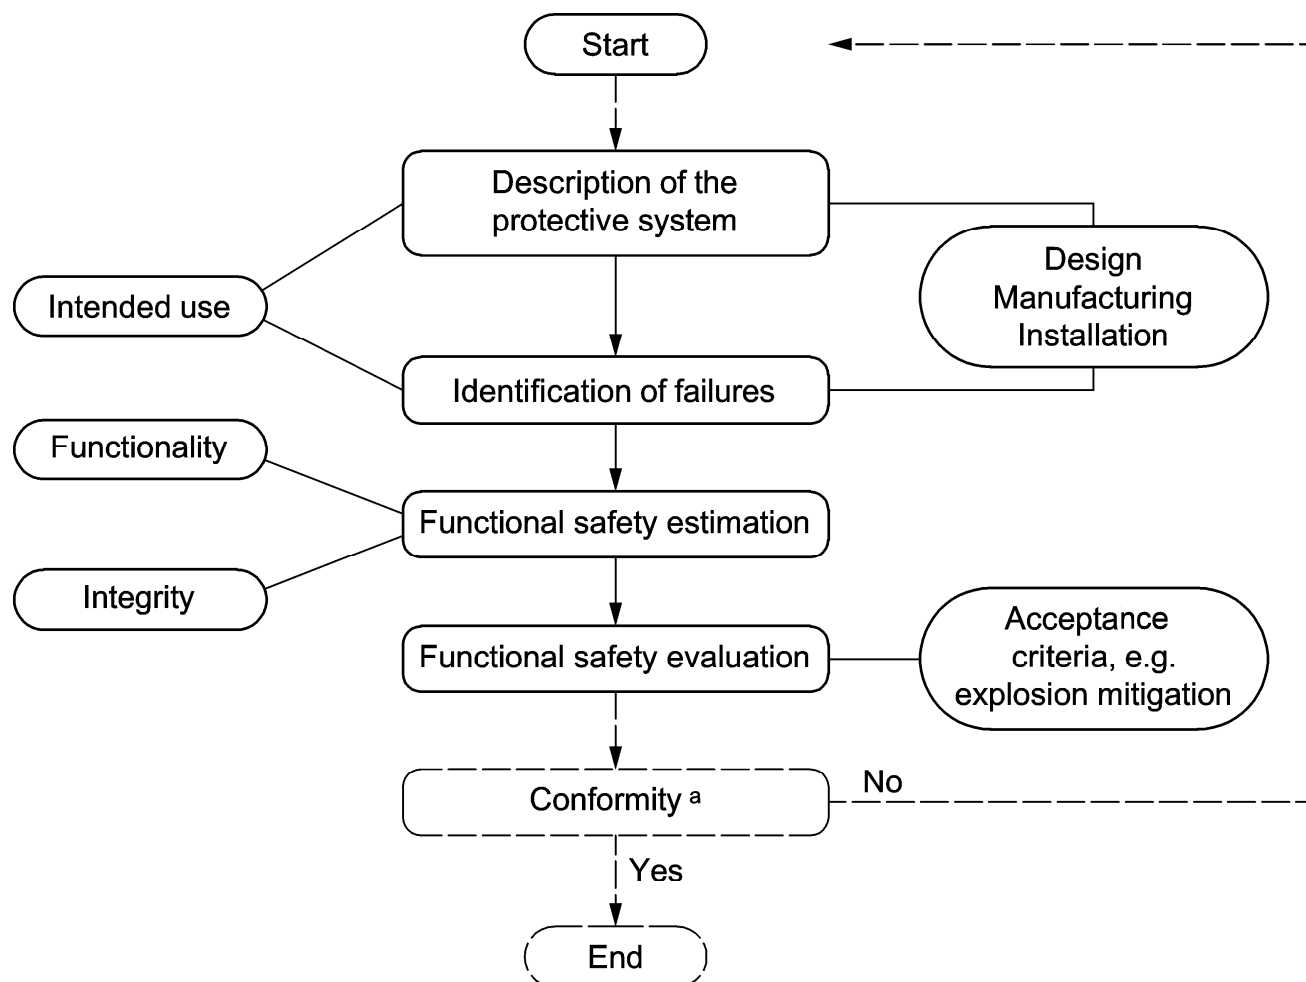 Start
Description of the
protective system
Design
Manufacturing
Installation
Intended use
Identification of failures
Functionality
Functional safety estimation
Integrity
Functional safety evaluation
Acceptance
criteria, e.g.
explosion mitigation
Conformity a
No
Yes
End